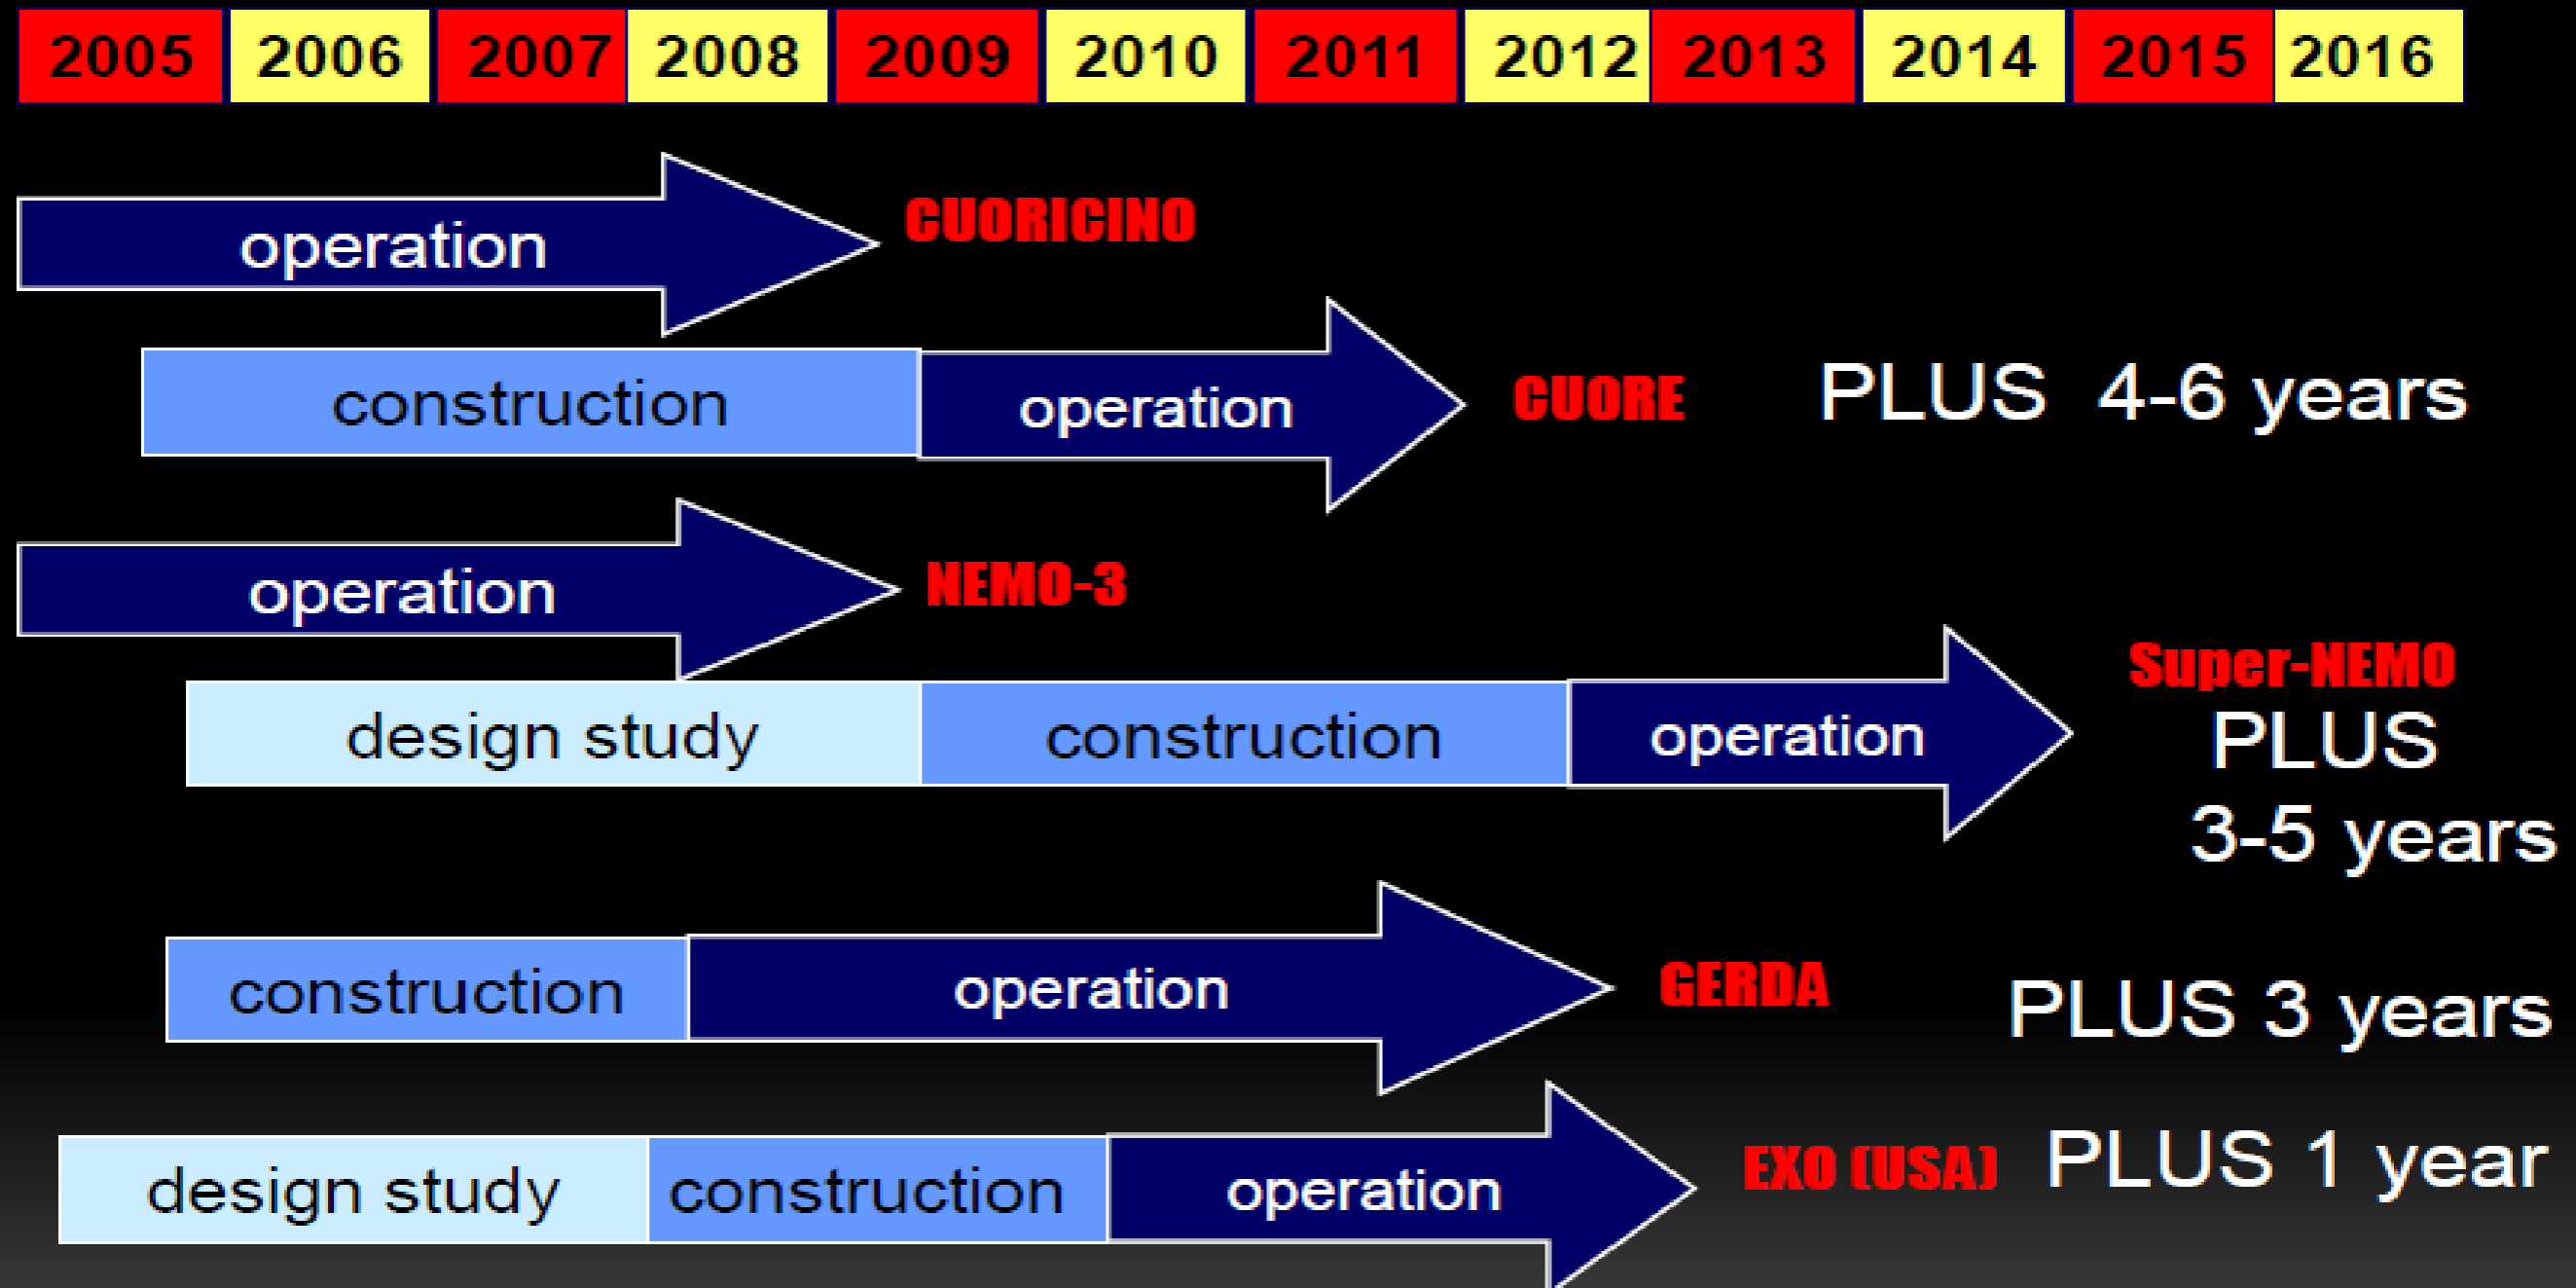 2005 2006 2007 2008 2009 2010 2011 2012 2013 2014 2015 2016
operation CUORICINO
construction operation CUORE PLUS 4-6 years
operation NEMO-3
Super-NEMO
design study construction operation PLUS
3-5 years
construction operation GERDA PLUS 3 years
design study construction operation EXO (USA) PLUS 1 year